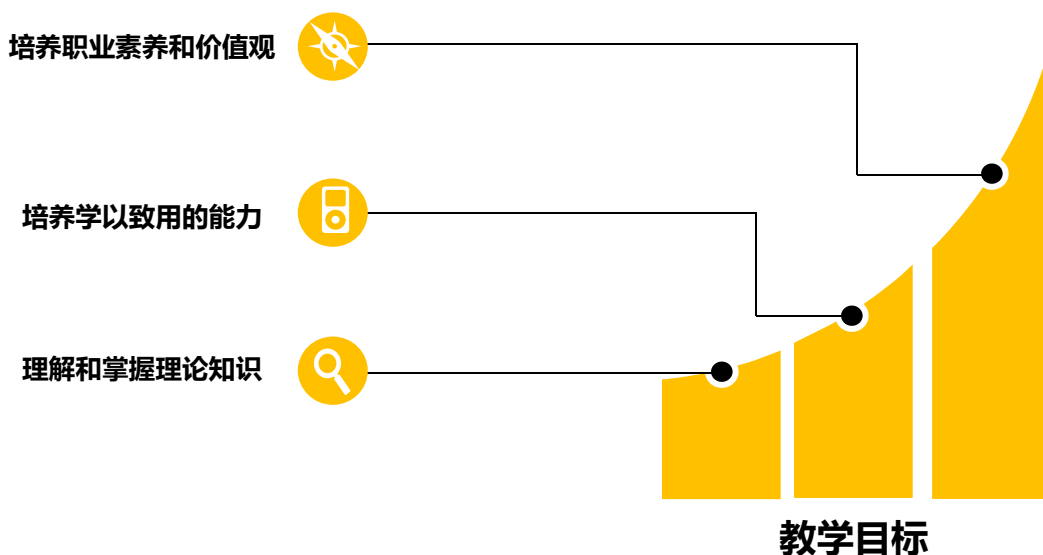 培养职业素养和价值观
培养学以致用的能力
理解和掌握理论知识
教学目标